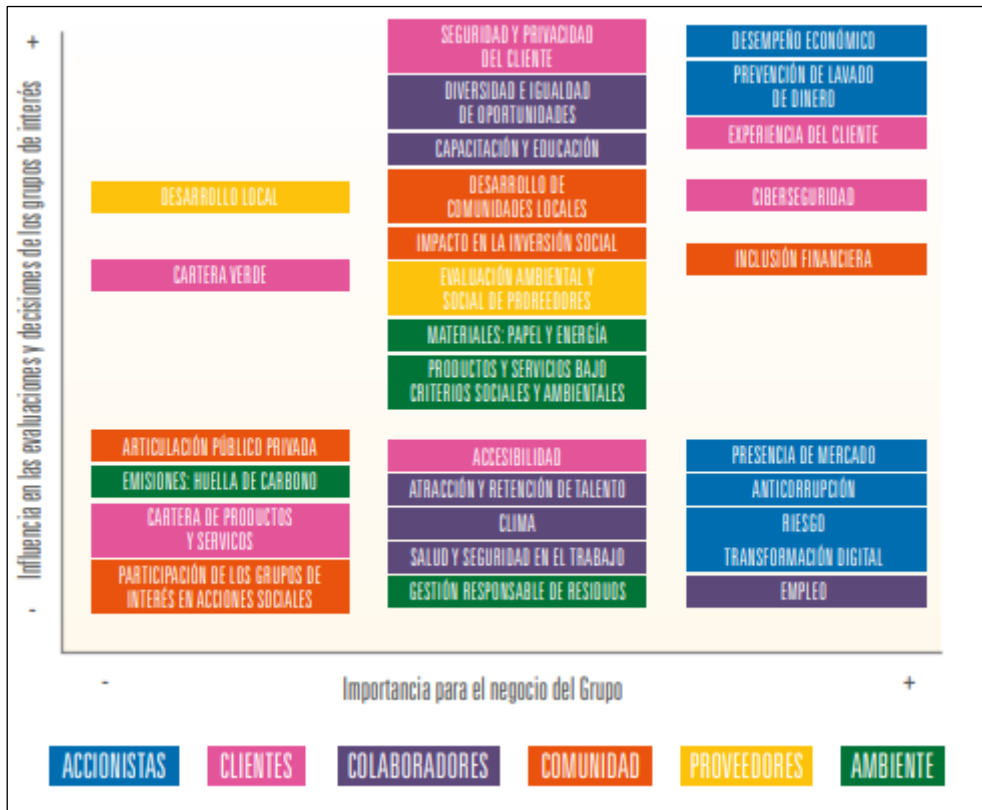 +
Influencia en las evaluaciones y decisiones de los grupos de interés
-
DESARROLLO LOCAL
CARTERA VERDE
ARTICULACIÓN PÚBLICO PRIVADA
EMISIONES: HUELLA DE CARBONO
CARTERA DE PRODUCTOS
Y SERVICOS
PARTICIPACIÓN DE LOS GRUPOS DE
INTERÉS EN ACCIONES SOCIALES
SEGURIDAD Y PRIVACIDAD
DEL CLIENTE
DIVERSIDAD E IGUALDAD
DE OPORTUNIDADES
CAPACITACIÓN Y EDUCACIÓN
DESARROLLO DE
COMUNIDADES LOCALES
IMPACTO EN LA INVERSIÓN SOCIAL
EVALUACIÓN AMBIENTAL Y
SOCIAL DE PROREEDORES
MATERIALES: PAPEL Y ENERGÍA
PRODUCTOS Y SERVICIOS BAJO
CRITERIOS SOCIALES Y AMBIENTALES
ACCESIBILIDAD
ATRACCIÓN Y RETENCIÓN DE TALENTO
CLIMA
SALUD Y SEGURIDAD EN EL TRABAJO
GESTIÓN RESPONSABLE DE RESIDUOS
DESEMPEÑO ECONÓMICO
PREVENCIÓN DE LAVADO
DE DINERO
EXPERIENCIA DEL CLIENTE
CIBERSEGURIDAD
INCLUSIÓN FINANCIERA
PRESENCIA DE MERCADO
ANTICORRUPCIÓN
RIESGO
TRANSFORMACIÓN DIGITAL
EMPLEO
-
Importancia para el negocio del Grupo
+
ACCIONISTAS
CLIENTES
COLABORADORES
COMUNIDAD
PROVEEDORES
AMBIENTE